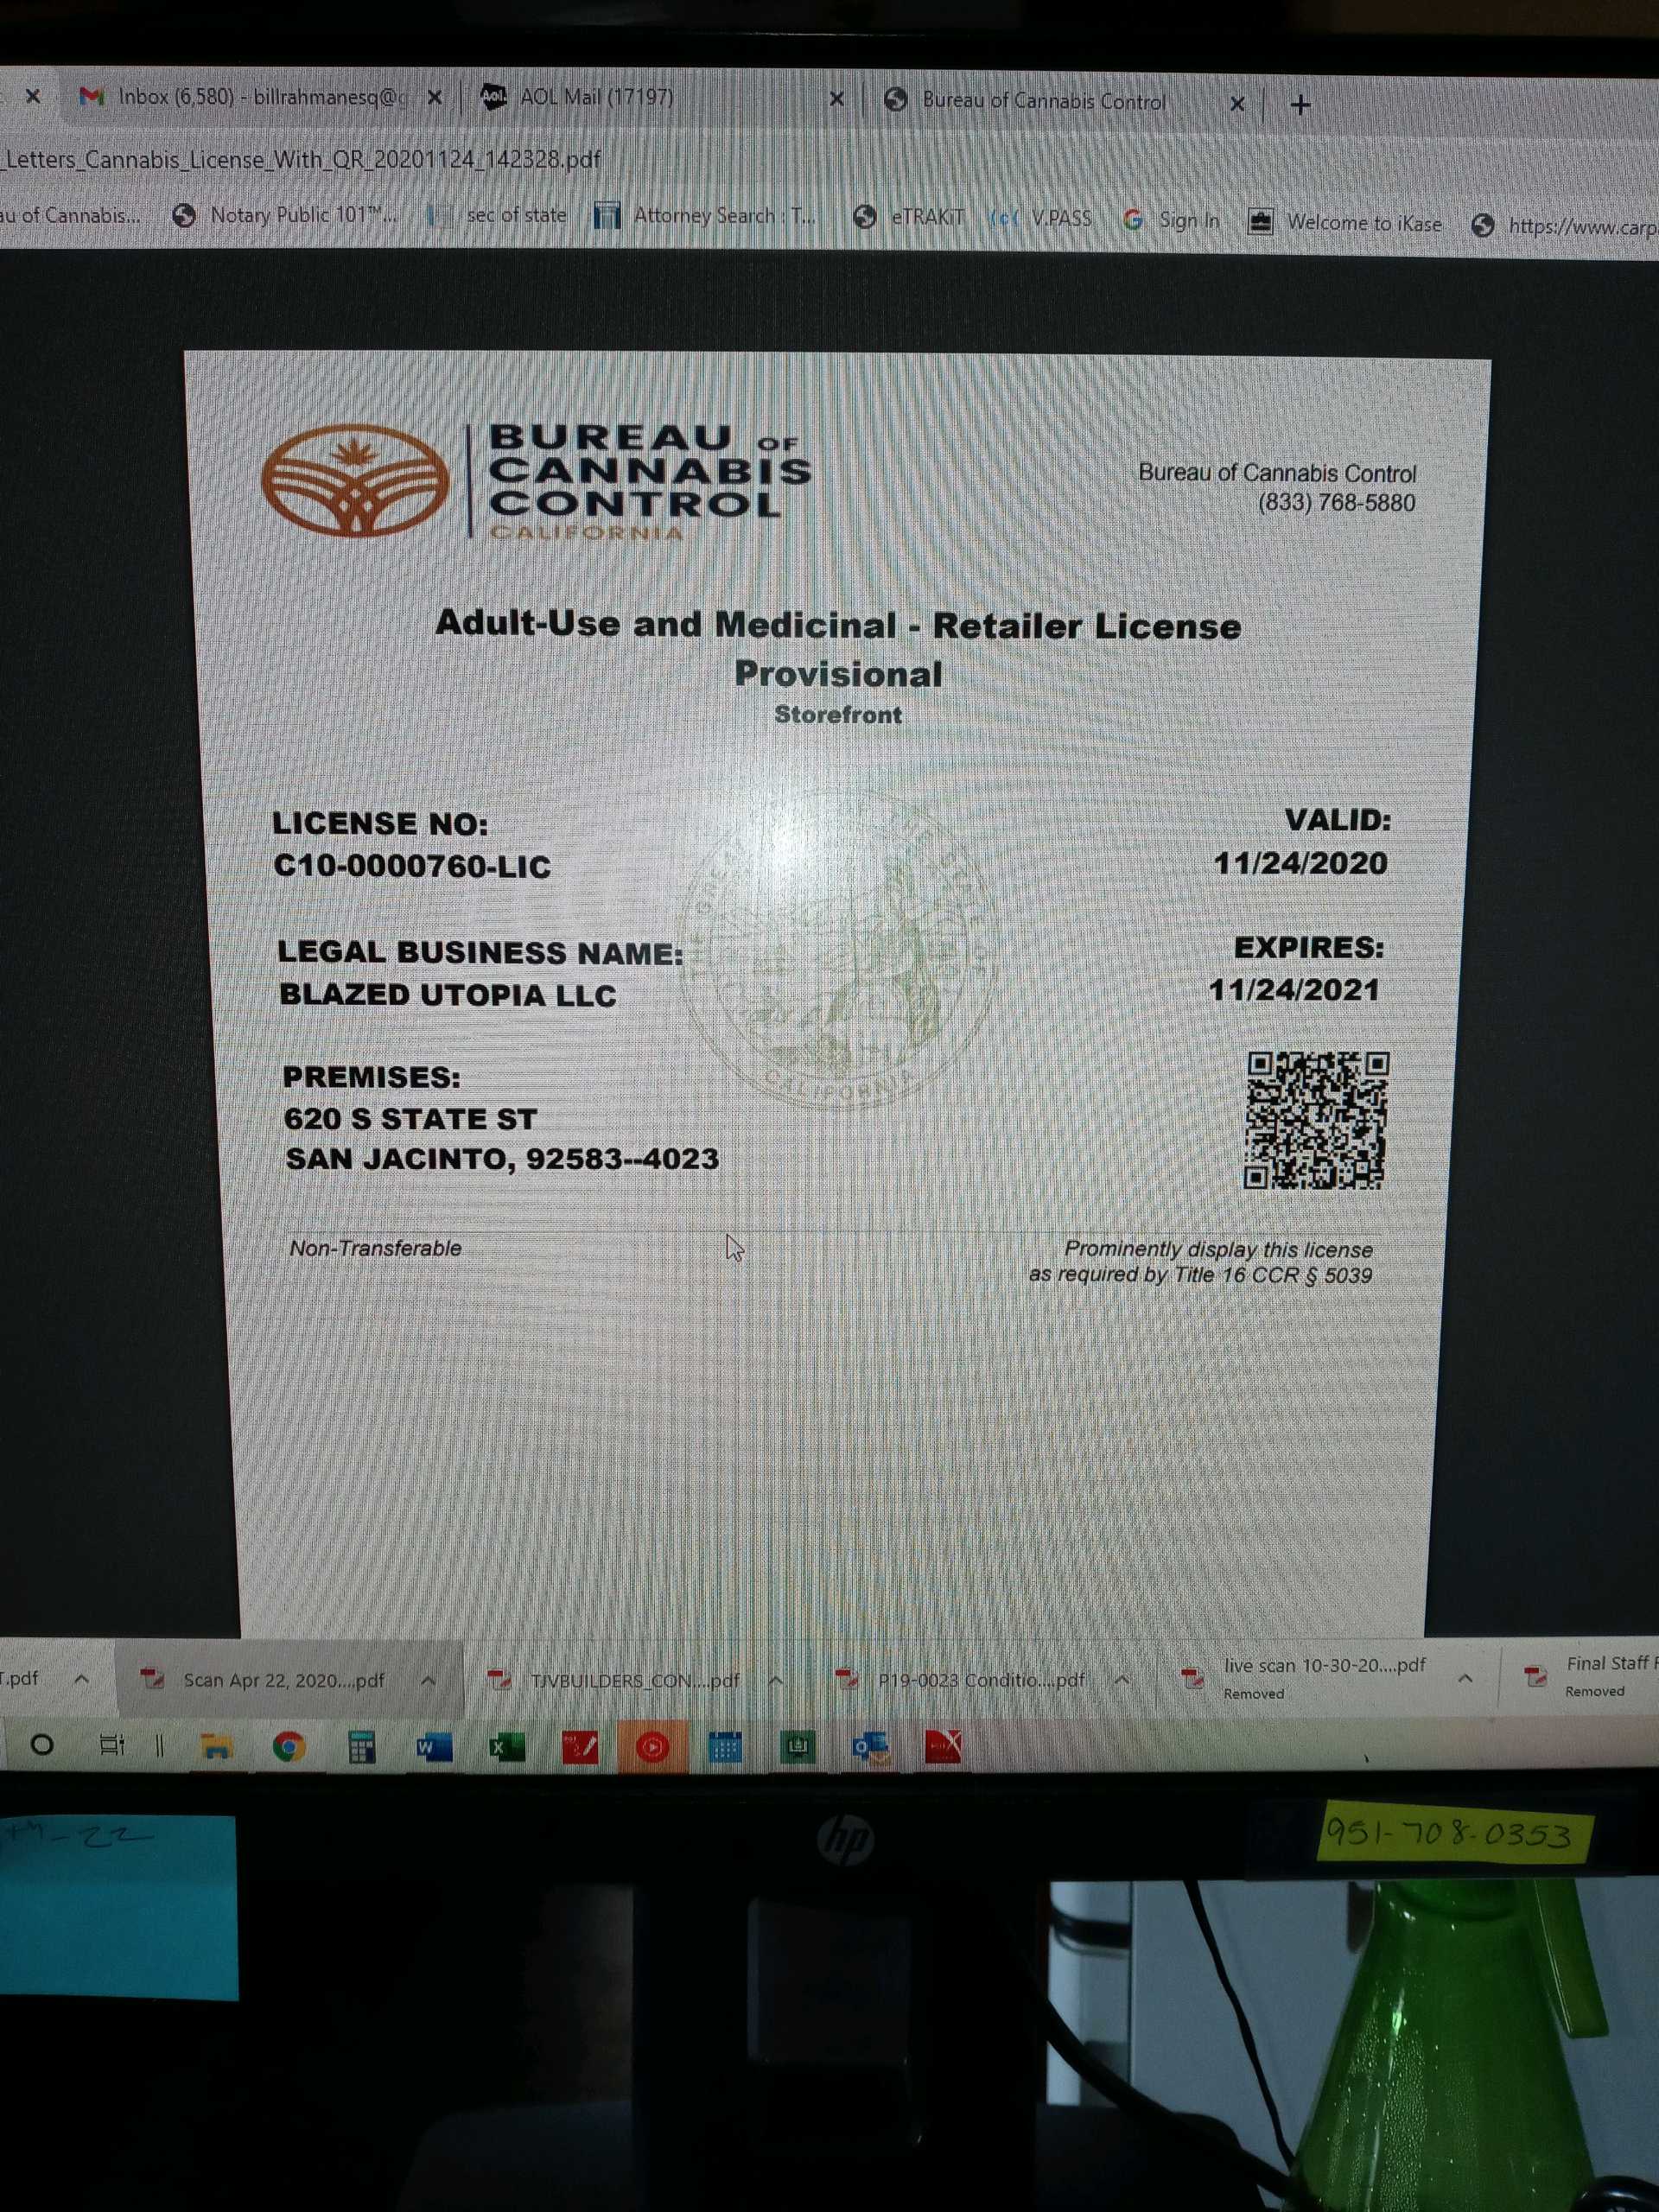 Inbox (6,580) - billrahmanesq@g
AOL Mail (17197)
Bureau of Cannabis Control
_Letters_Cannabis_License_With_QR_20201124_142328.pdf
au of Cannabis...
Notary Public 101™...
sec of state
Attorney Search : T...
eTRAKiT
V.PASS
Sign In
Welcome to iKase
https://www.carp
BUREAU OF
CANNABIS
CONTROL
CALIFORNIA
Bureau of Cannabis Control
(833) 768-5880
Adult-Use and Medicinal - Retailer License
Provisional
Storefront
LICENSE NO:
C10-0000760-LIC
VALID:
11/24/2020
LEGAL BUSINESS NAME:
BLAZED UTOPIA LLC
EXPIRES:
11/24/2021
PREMISES:
620 S STATE ST
SAN JACINTO, 92583--4023
CALIFORNIA
Non-Transferable
Prominently display this license
as required by Title 16 CCR § 5039
.pdf
Scan Apr 22, 2020....pdf
TJVBUILDERS_CON....pdf
P19-0023 Conditio....pdf
live scan 10-30-20....pdf
Removed
Final Staff
Removed
hp
951-708-0353